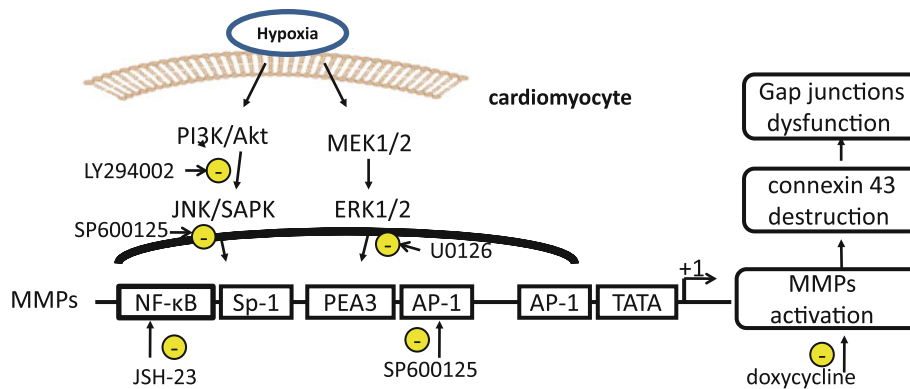 Hypoxia
cardiomyocyte
Gap junctions
dysfunction
PI3K/Akt
MEK1/2
LY294002
-
connexin 43
destruction
JNK/SAPK
ERK1/2
SP600125
-
-
U0126
+1
MMPs
NF-κB
Sp-1
PEA3
AP-1
AP-1
TATA
MMPs
activation
-
-
-
JSH-23
SP600125
doxycycline